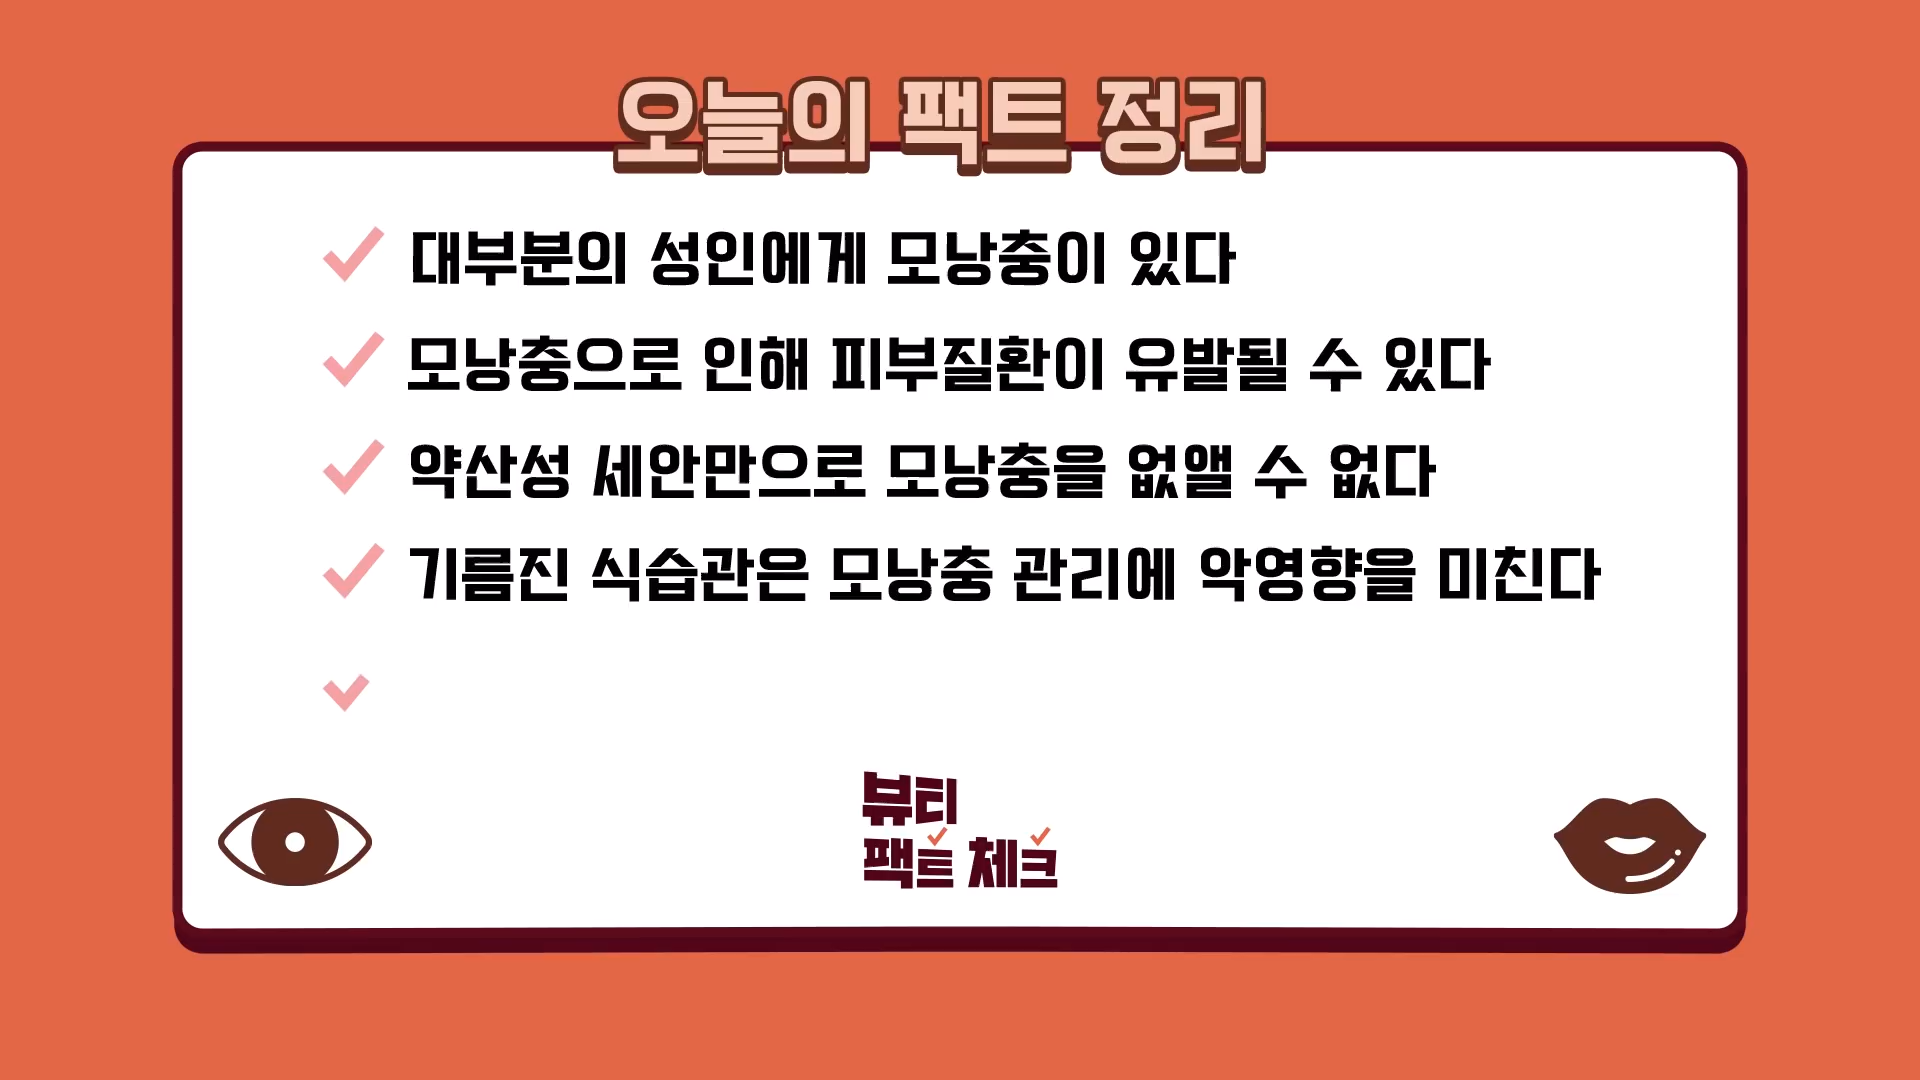 오늘의 팩트 정리
대부분의 성인에게 모낭충이 있다
모낭충으로 인해 피부질환이 유발될 수 있다
약산성 세안만으로 모낭충을 없앨 수 없다
기름진 식습관은 모낭충 관리에 악영향을 미친다
뷰티
팩트 체크